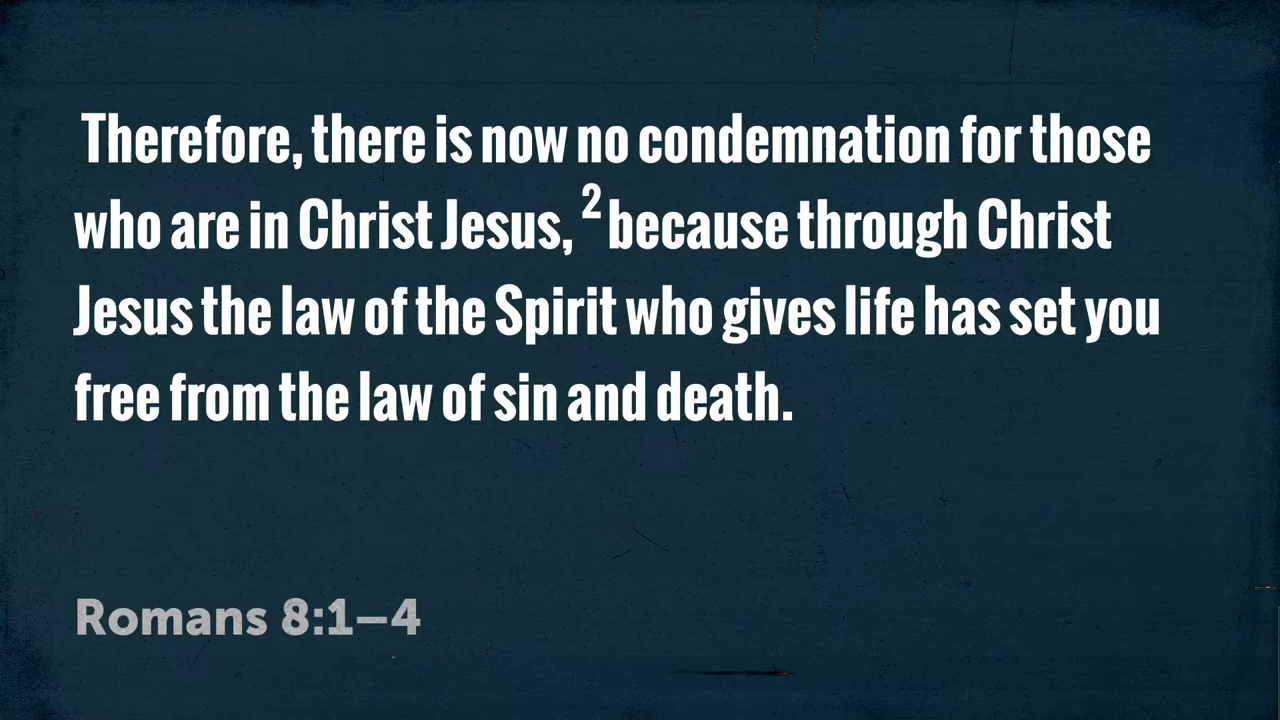 Therefore, there is now no condemnation for those
who are in Christ Jesus, ² because through Christ
Jesus the law of the Spirit who gives life has set you
free from the law of sin and death.
Romans 8:1–4